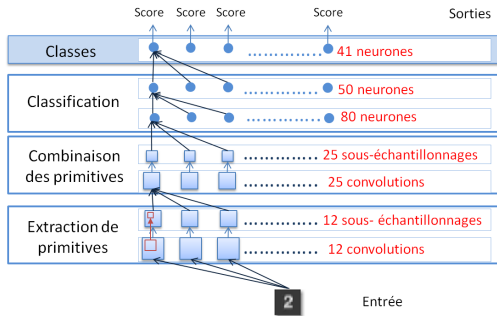 Score Score Score Score Sorties
Classes ................ 41 neurones
50 neurones
Classification
80 neurones
Combinaison des primitives
25 sous-échantillonnages
25 convolutions
Extraction de primitives
12 sous- échantillonnages
12 convolutions
2 Entrée